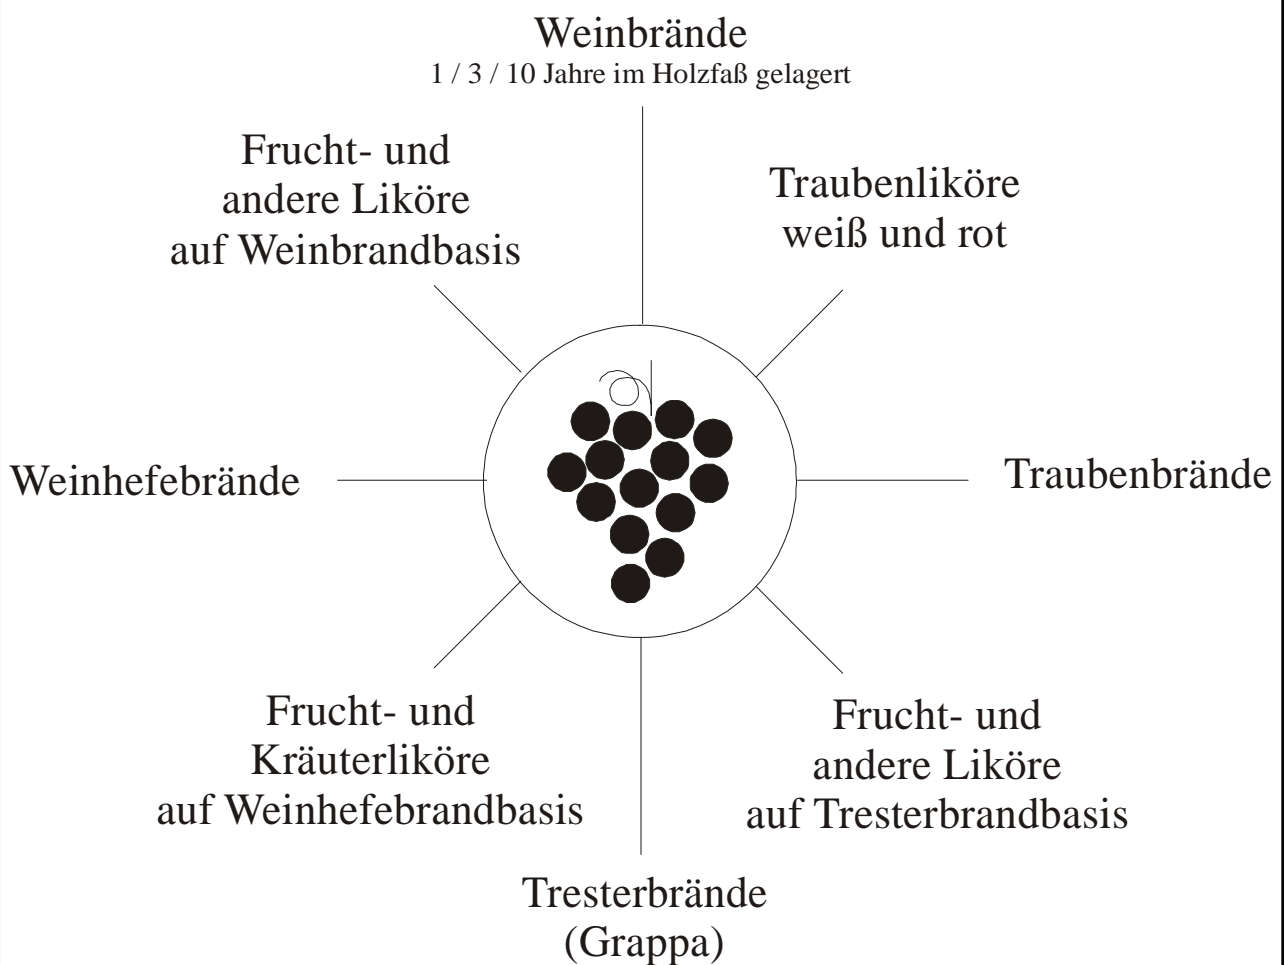 Weinbrände
1 / 3 / 10 Jahre im Holzfaß gelagert
Frucht- und
andere Liköre
auf Weinbrandbasis
Traubenliköre
weiß und rot
Weinhefebrände
Traubenbrände
Frucht- und
Kräuterliköre
auf Weinhefebrandbasis
Frucht- und
andere Liköre
auf Tresterbrandbasis
Tresterbrände
(Grappa)